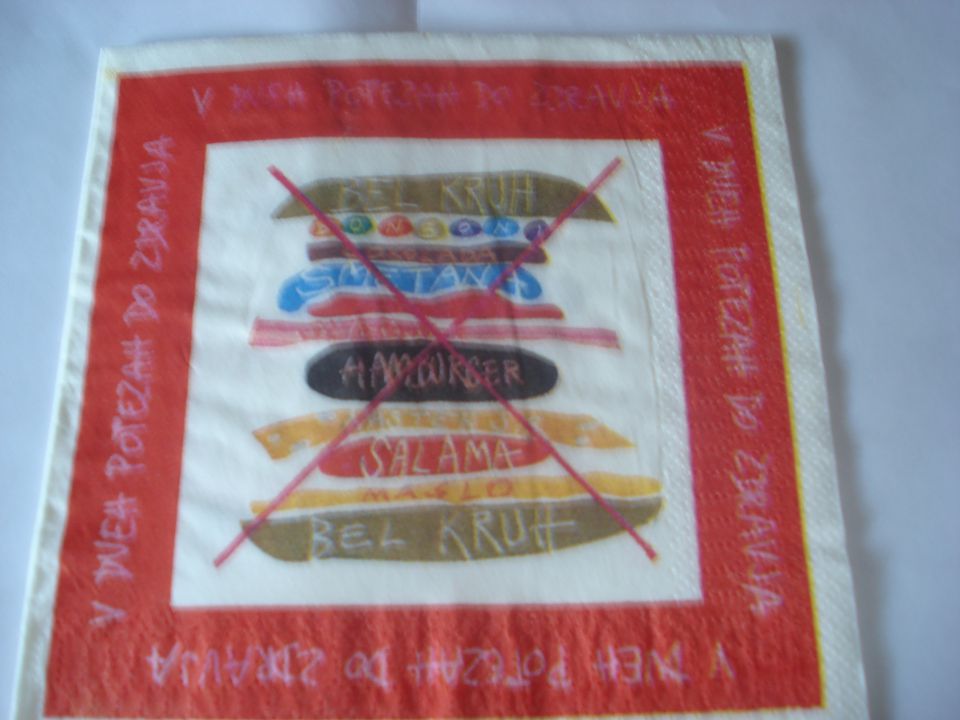 V DVEH POTEZAH DO ZDRAVJA
BEL KRUH
BONBONI
SMETANA
HAMBURGER
SALAMA
MASLO
BEL KRUH
V DVEH POTEZAH DO ZDRAVJA
V DVEH POTEZAH DO ZDRAVJA
V DVEH POTEZAH DO ZDRAVJA